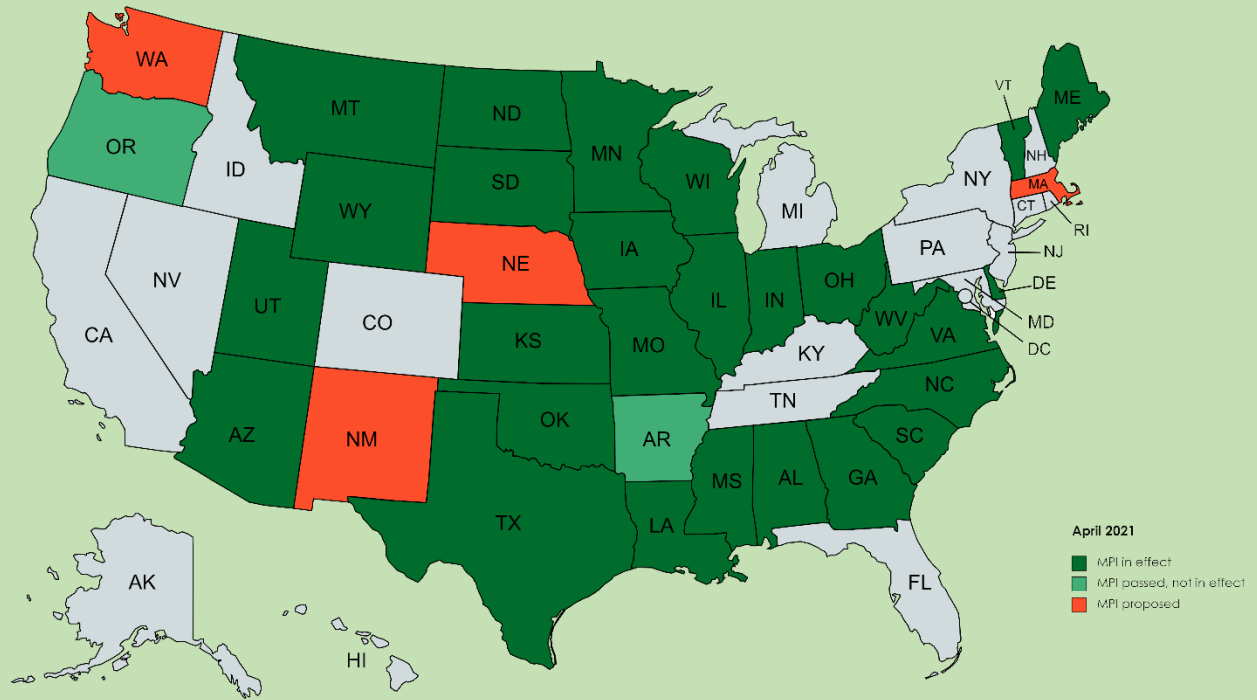 WA
MT
ND
MN
VT
ME
OR
ID
SD
WI
MI
NY
NH
MA
CT
RI
WY
NE
IA
PA
NJ
NV
UT
CO
IL
IN
OH
DE
CA
KS
MO
WV
VA
MD
DC
KY
NC
AZ
NM
OK
AR
TN
SC
TX
LA
MS
AL
GA
April 2021
MPI in effect
MPI passed, not in effect
MPI proposed
AK
HI
FL